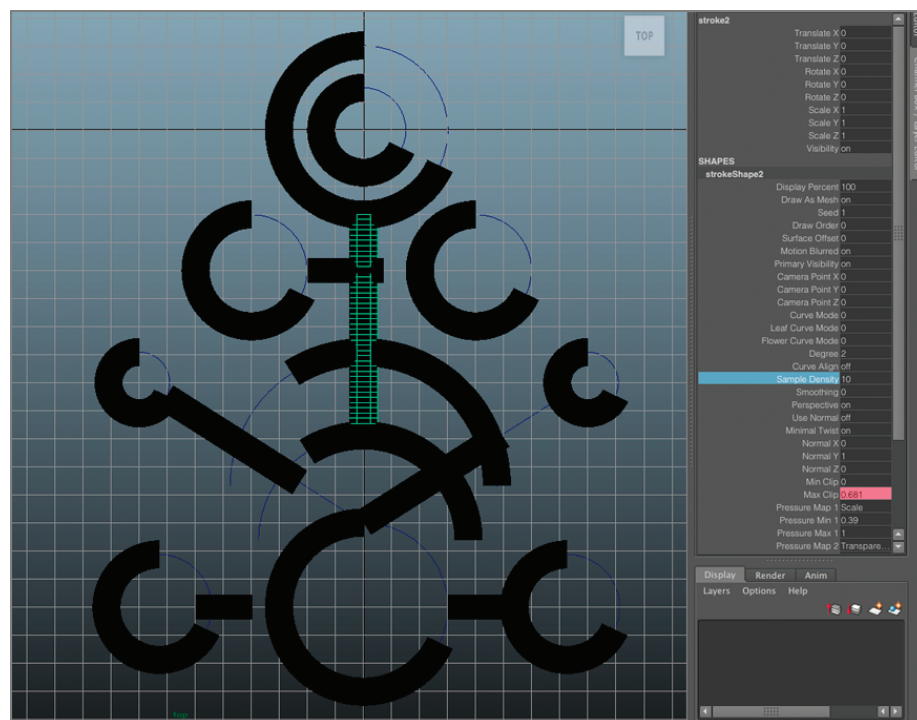 TOP
top
stroke2
Translate X 0
Translate Y 0
Translate Z 0
Rotate X 0
Rotate Y 0
Rotate Z 0
Scale X 1
Scale Y 1
Scale Z 1
Visibility on
SHAPES
strokeShape2
Display Percent 100
Draw As Mesh on
Seed 1
Draw Order 0
Surface Offset 0
Motion Blurred on
Primary Visibility on
Camera Point X 0
Camera Point Y 0
Camera Point Z 0
Curve Mode 0
Leaf Curve Mode 0
Flower Curve Mode 0
Degree 2
Curve Align off
Sample Density 10
Smoothing 0
Perspective on
Use Normal off
Minimal Twist on
Normal X 0
Normal Y 1
Normal Z 0
Min Clip 0
Max Clip 0.681
Pressure Map 1 Scale
Pressure Min 1 0.39
Pressure Max 1 1
Pressure Map 2 Transpare...
Display Render Anim
Layers Options Help